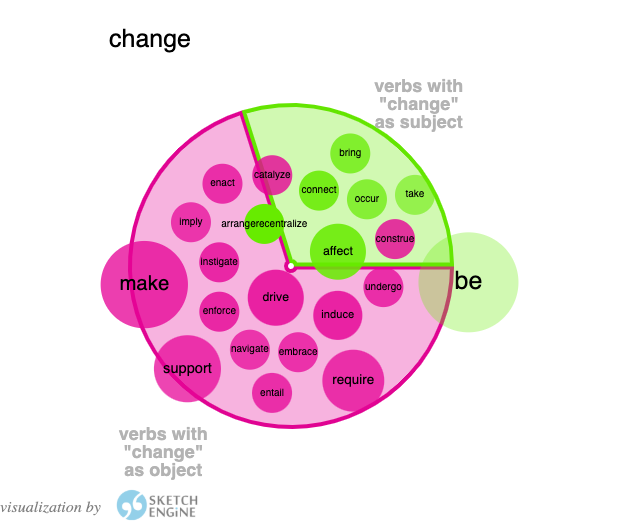 change
verbs with
"change"
as subject
bring
catalyze
enact
connect
occur
take
imply
arrangerecentralize
construe
affect
instigate
make
be
undergo
drive
enforce
induce
navigate
embrace
support
require
entail
verbs with
"change"
as object
visualization by
SKETCH
ENGINE